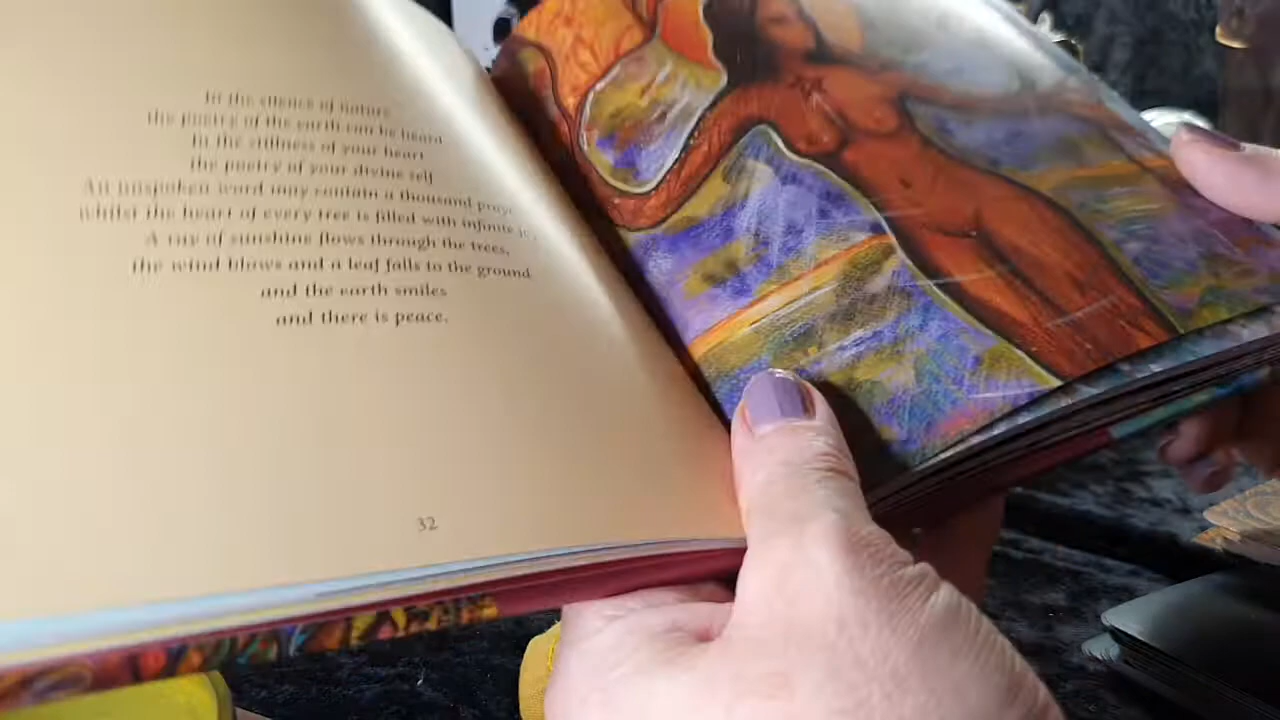 In the silence of nature
the poetry of the earth can be heard
In the stillness of your heart
the poetry of your divine self
An unspoken word may contain a thousand
whilst the heart of every tree is filled with infinite
A ray of sunshine flows through the trees,
the wind blows and a leaf falls to the ground
and the earth smiles
and there is peace.
32